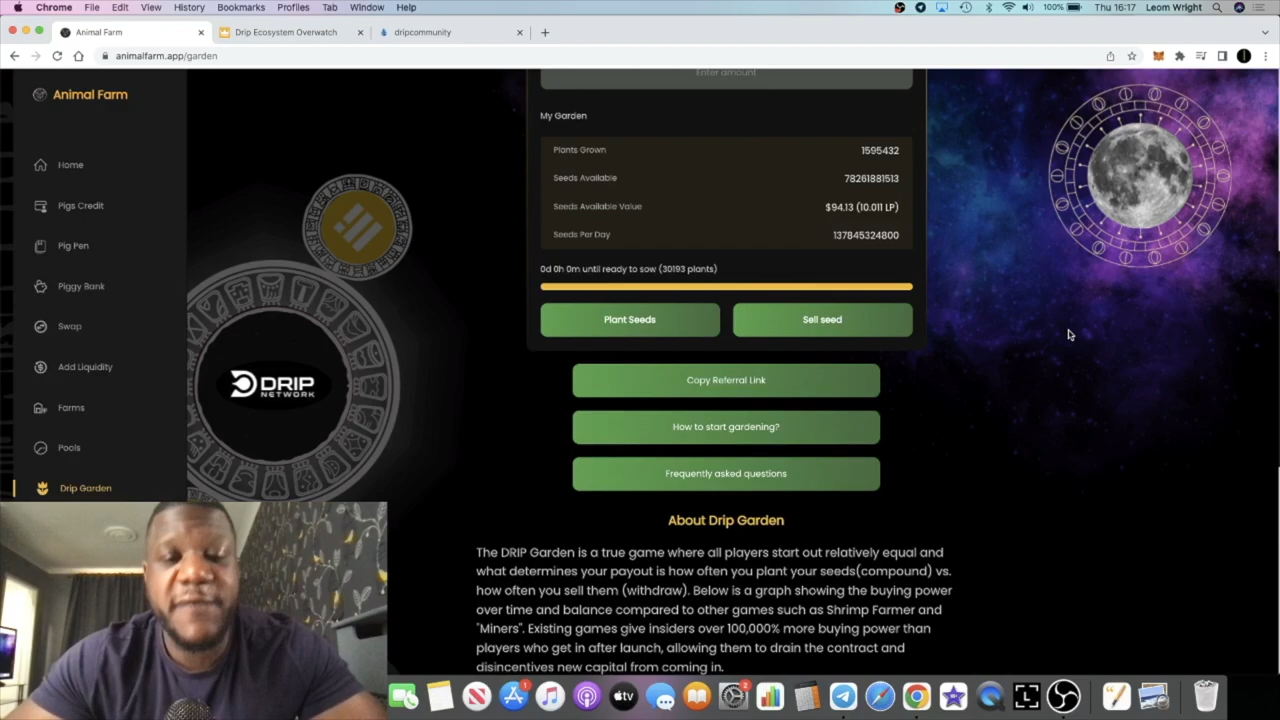 Chrome File Edit View History Bookmarks Profiles Tab Window Help 100% Thu 16:17 Leom Wright
Animal Farm Drip Ecosystem Overwatch dripcommunity
animalfarm.app/garden
Animal Farm
Home
Pigs Credit
Pig Pen
Piggy Bank
Swap
Add Liquidity
Farms
Pools
Drip Garden
DRIP
NETWORK
Enter amount
My Garden
Plants Grown 1595432
Seeds Available 78261881513
Seeds Available Value $94.13 (10.011 LP)
Seeds Per Day 137845324800
0d 0h 0m until ready to sow (30193 plants)
Plant Seeds Sell seed
Copy Referral Link
How to start gardening?
Frequently asked questions
About Drip Garden
The DRIP Garden is a true game where all players start out relatively equal and
what determines your payout is how often you plant your seeds(compound) vs.
how often you sell them (withdraw). Below is a graph showing the buying power
over time and balance compared to other games such as Shrimp Farmer and
"Miners". Existing games give insiders over 100,000% more buying power than
players who get in after launch, allowing them to drain the contract and
disincentives new capital from coming in.
tv